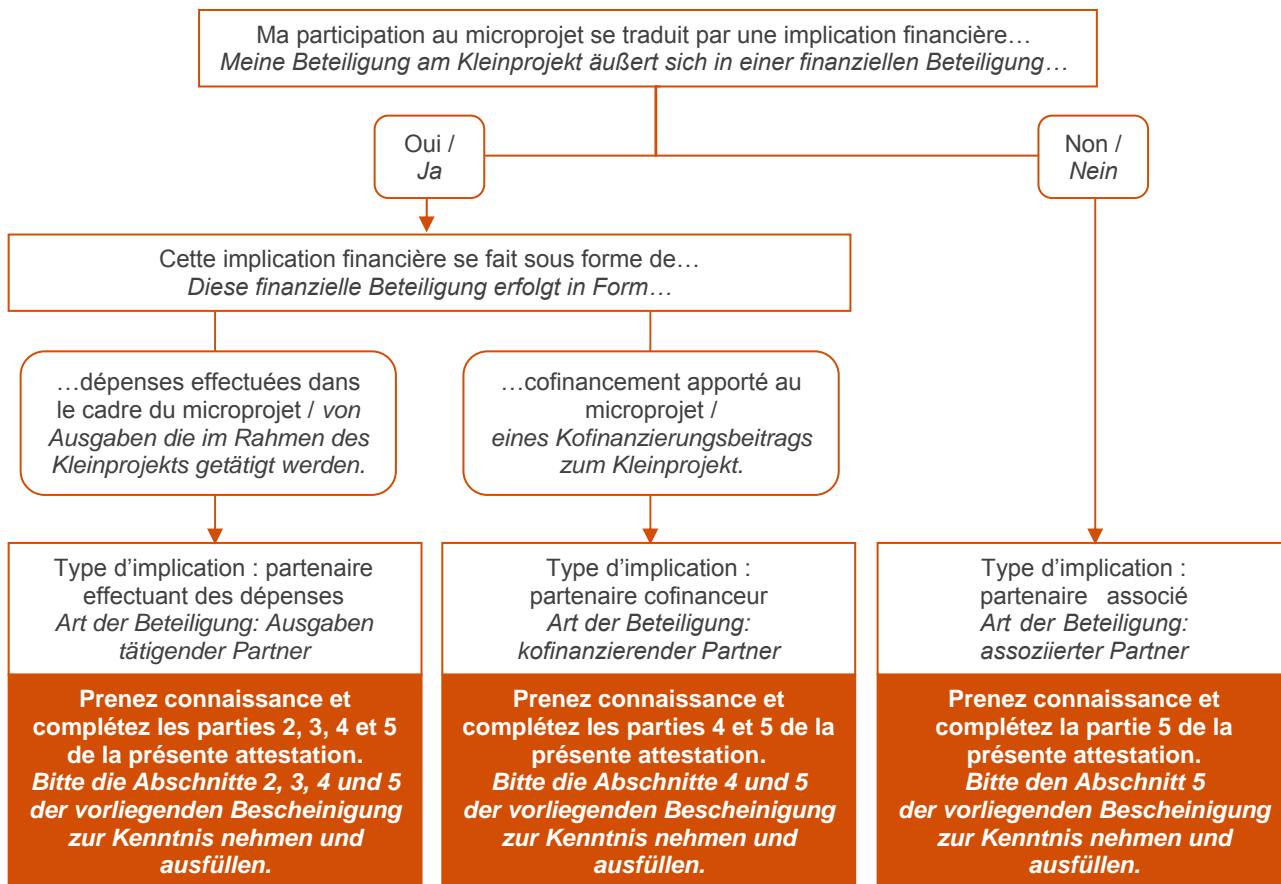 Ma participation au microprojet se traduit par une implication financière…
Meine Beteiligung am Kleinprojekt äußert sich in einer finanziellen Beteiligung…
Oui /
Ja
Non /
Nein
Cette implication financière se fait sous forme de…
Diese finanzielle Beteiligung erfolgt in Form…
…dépenses effectuées dans
le cadre du microprojet / von
Ausgaben die im Rahmen des
Kleinprojekts getätigt werden.
…cofinancement apporté au
microprojet /
eines Kofinanzierungsbeitrags
zum Kleinprojekt.
Type d’implication : partenaire
effectuant des dépenses
Art der Beteiligung: Ausgaben
tätigender Partner
Prenez connaissance et
complétez les parties 2, 3, 4 et 5
de la présente attestation.
Bitte die Abschnitte 2, 3, 4 und 5
der vorliegenden Bescheinigung
zur Kenntnis nehmen und
ausfüllen.
Type d’implication :
partenaire cofinanceur
Art der Beteiligung:
kofinanzierender Partner
Prenez connaissance et
complétez les parties 4 et 5 de la
présente attestation.
Bitte die Abschnitte 4 und 5
der vorliegenden Bescheinigung
zur Kenntnis nehmen und
ausfüllen.
Type d’implication :
partenaire associé
Art der Beteiligung:
assoziierter Partner
Prenez connaissance et
complétez la partie 5 de la
présente attestation.
Bitte den Abschnitt 5
der vorliegenden Bescheinigung
zur Kenntnis nehmen und
ausfüllen.